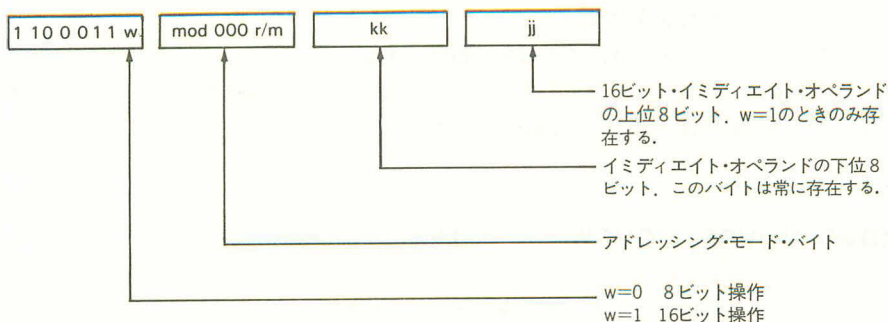 1 1 0 0 0 1 1 w
mod 000 r/m
kk
jj
16ビット・イミディエイト・オペランド
の上位8ビット．w=1のときのみ存
在する．
イミディエイト・オペランドの下位8
ビット．このバイトは常に存在する．
アドレッシング・モード・バイト
w=0　8ビット操作
w=1　16ビット操作